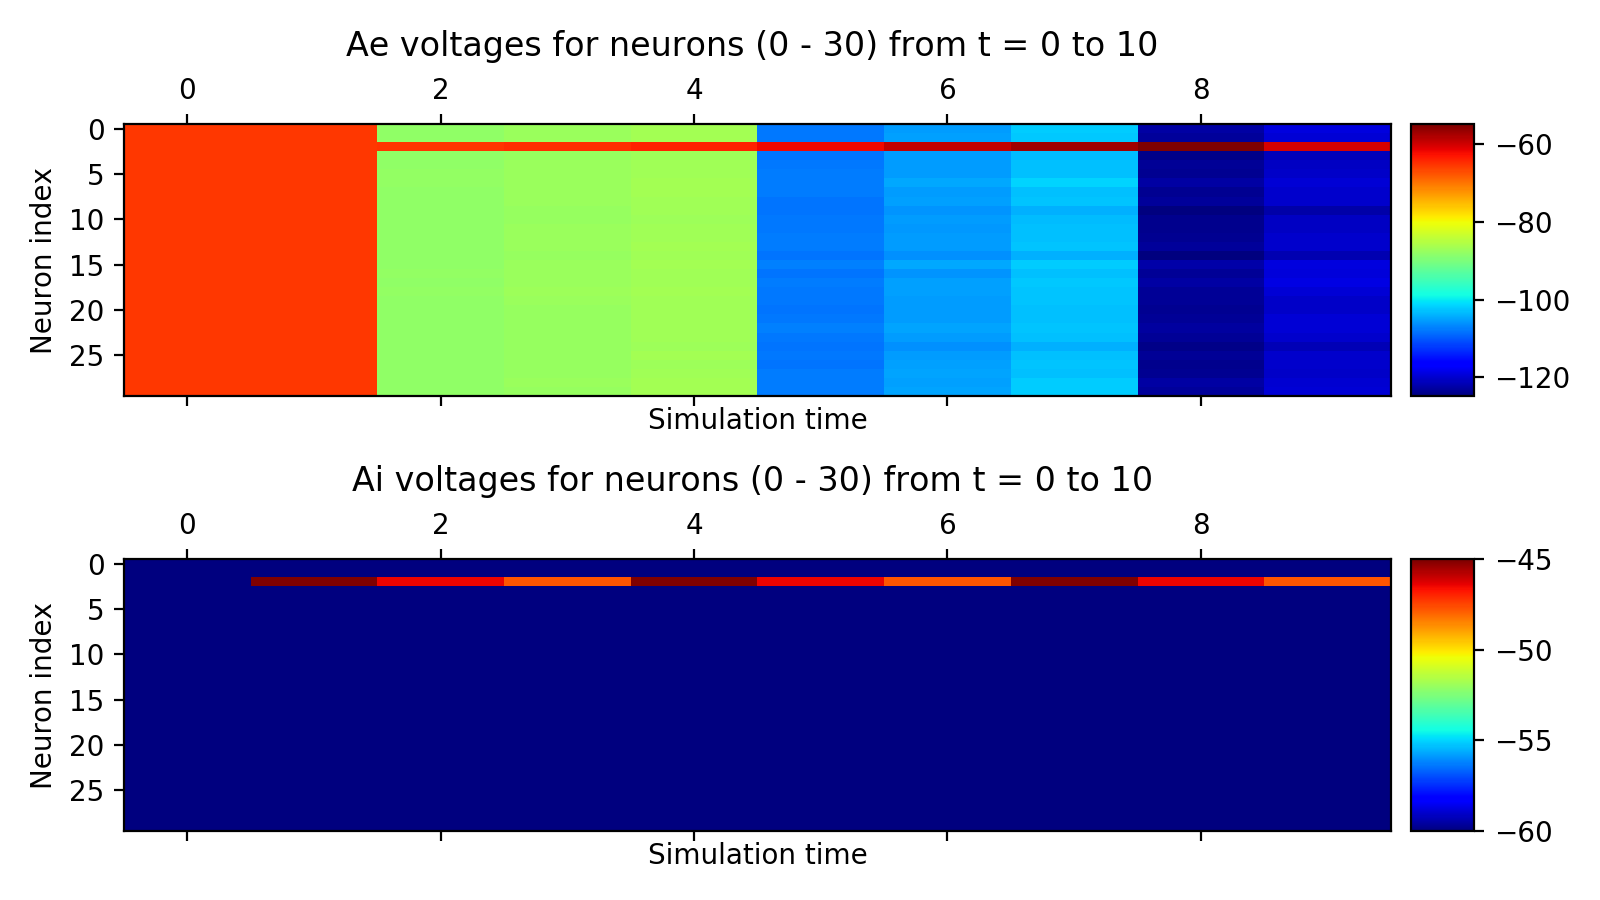 Ae voltages for neurons (0 - 30) from t = 0 to 10
0 2 4 6 8
Neuron index
0
5
10
15
20
25
Simulation time
−60
−80
−100
−120
Ai voltages for neurons (0 - 30) from t = 0 to 10
0 2 4 6 8
Neuron index
0
5
10
15
20
25
Simulation time
−45
−50
−55
−60